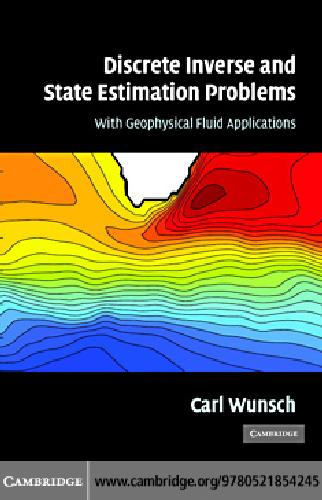 Discrete Inverse and
State Estimation Problems
With Geophysical Fluid Applications
Carl Wunsch
CAMBRIDGE
CAMBRIDGE www.cambridge.org/9780521854245